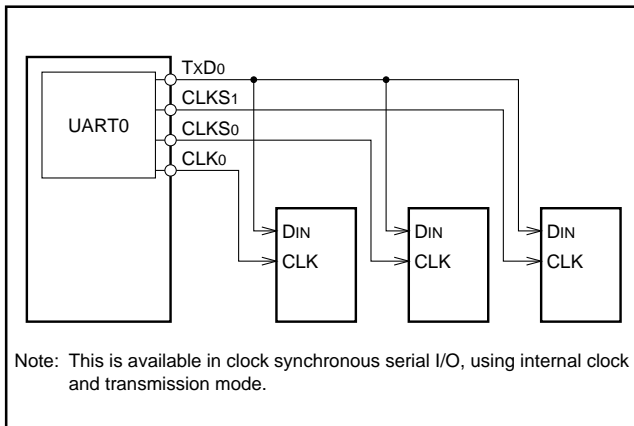 TxD0
CLKS1
UART0
CLKS0
CLK0
DIN
CLK
DIN
CLK
DIN
CLK
Note: This is available in clock synchronous serial I/O, using internal clock
and transmission mode.